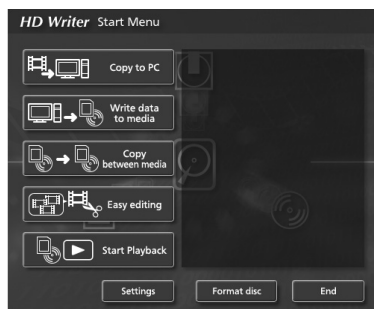 HD Writer Start Menu
Copy to PC
Write data
to media
Copy
between media
Easy editing
Start Playback
Settings
Format disc
End